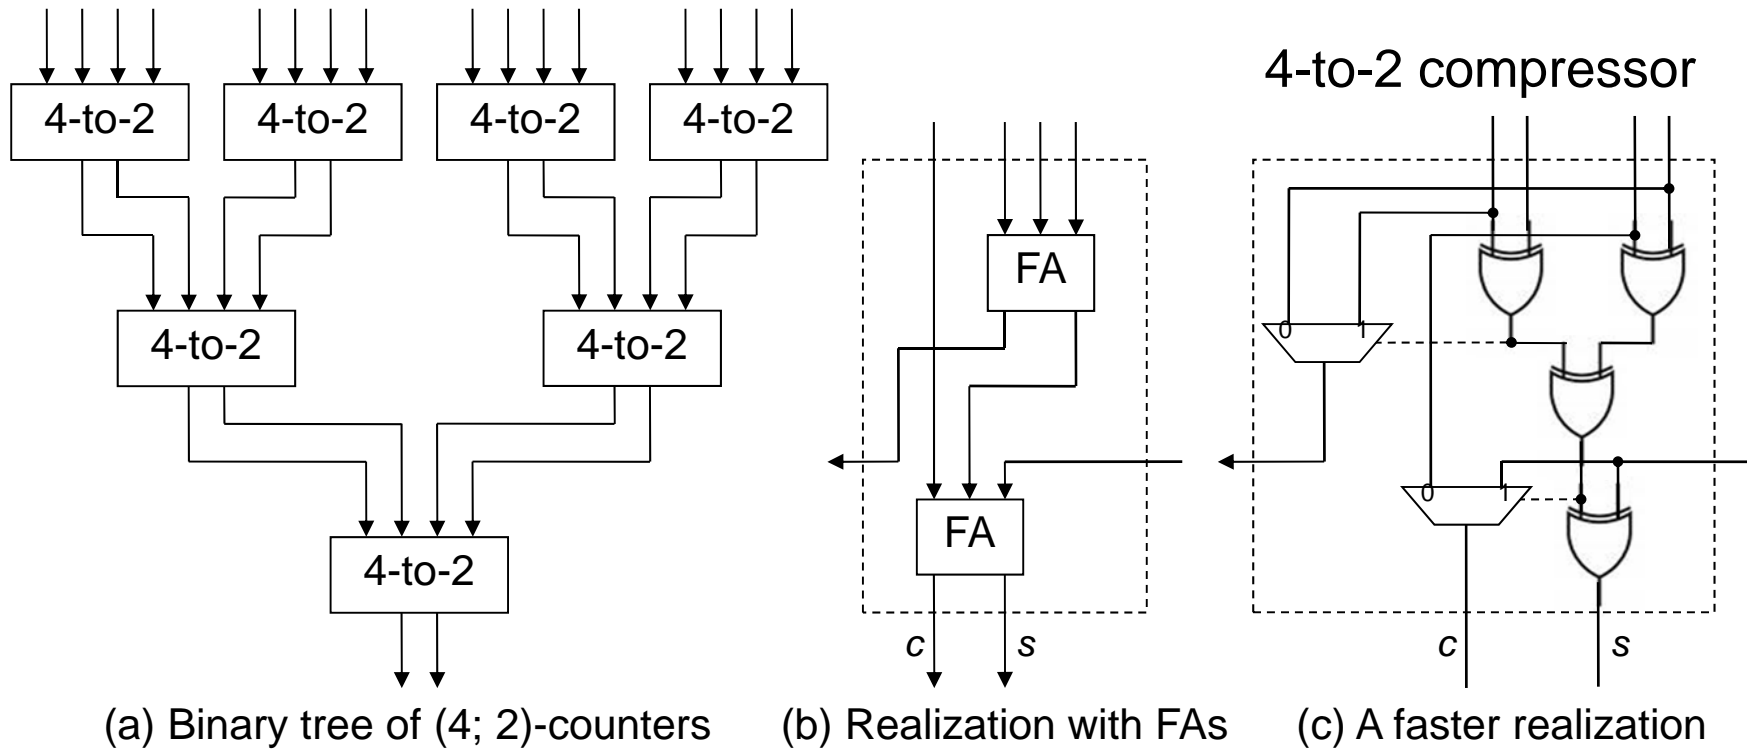 4-to-2 compressor
4-to-2 4-to-2 4-to-2 4-to-2
4-to-2 4-to-2
4-to-2
(a) Binary tree of (4; 2)-counters
FA
FA
c s
(b) Realization with FAs
0 1
0 1
c s
(c) A faster realization